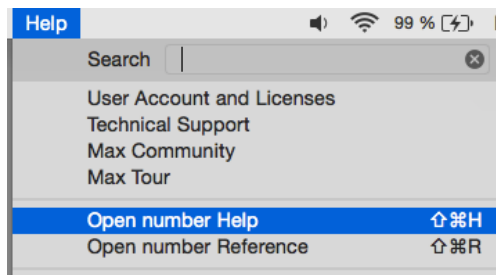 Help 99 %
Search
User Account and Licenses
Technical Support
Max Community
Max Tour
Open number Help ⇧⌘H
Open number Reference ⇧⌘R